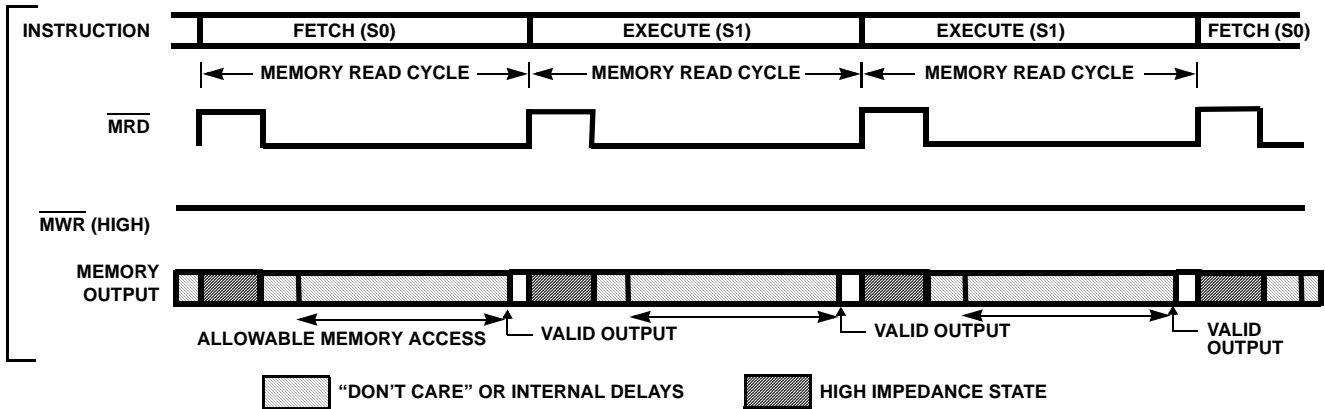 INSTRUCTION FETCH (S0) EXECUTE (S1) EXECUTE (S1) FETCH (S0)
MEMORY READ CYCLE MEMORY READ CYCLE MEMORY READ CYCLE
MRD
MWR (HIGH)
MEMORY
OUTPUT
ALLOWABLE MEMORY ACCESS VALID OUTPUT VALID OUTPUT VALID
OUTPUT
“DON'T CARE” OR INTERNAL DELAYS HIGH IMPEDANCE STATE